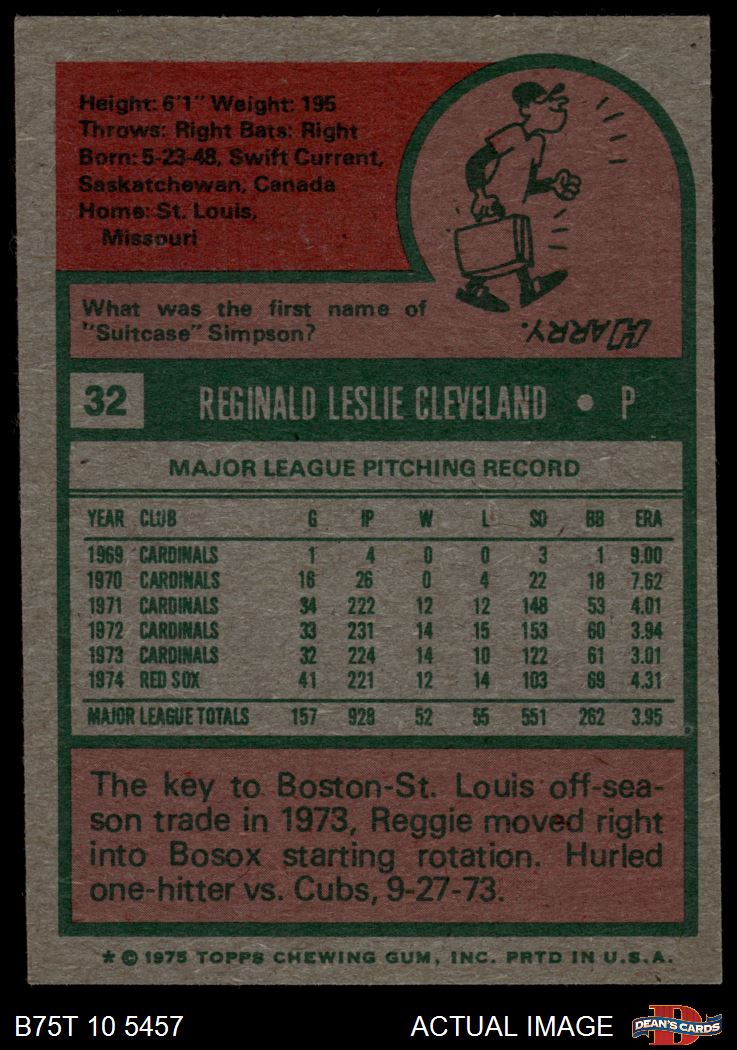 Height: 6'1" Weight: 195
Throws: Right Bats: Right
Born: 5-23-48, Swift Current,
Saskatchewan, Canada
Home: St. Louis,
Missouri
What was the first name of
"Suitcase" Simpson?
HARRY.
32 REGINALD LESLIE CLEVELAND • P
MAJOR LEAGUE PITCHING RECORD
YEAR CLUB G IP W L SO BB ERA
1969 CARDINALS 1 4 0 0 3 1 9.00
1970 CARDINALS 16 26 0 4 22 18 7.62
1971 CARDINALS 34 222 12 12 148 53 4.01
1972 CARDINALS 33 231 14 15 153 60 3.94
1973 CARDINALS 32 224 14 10 122 61 3.01
1974 RED SOX 41 221 12 14 103 69 4.31
MAJOR LEAGUE TOTALS 157 928 52 55 551 262 3.95
The key to Boston-St. Louis off-sea-
son trade in 1973, Reggie moved right
into Bosox starting rotation. Hurled
one-hitter vs. Cubs, 9-27-73.
* © 1975 TOPPS CHEWING GUM, INC. PRTD IN U.S.A.
B75T 10 5457 ACTUAL IMAGE DEAN'S CARDS